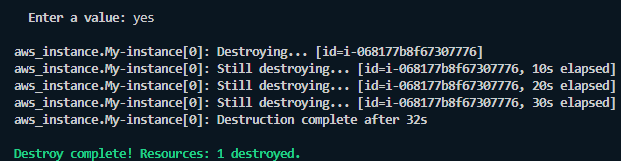 Enter a value: yes
aws_instance.My-instance[0]: Destroying... [id=i-068177b8f67307776]
aws_instance.My-instance[0]: Still destroying... [id=i-068177b8f67307776, 10s elapsed]
aws_instance.My-instance[0]: Still destroying... [id=i-068177b8f67307776, 20s elapsed]
aws_instance.My-instance[0]: Still destroying... [id=i-068177b8f67307776, 30s elapsed]
aws_instance.My-instance[0]: Destruction complete after 32s
Destroy complete! Resources: 1 destroyed.